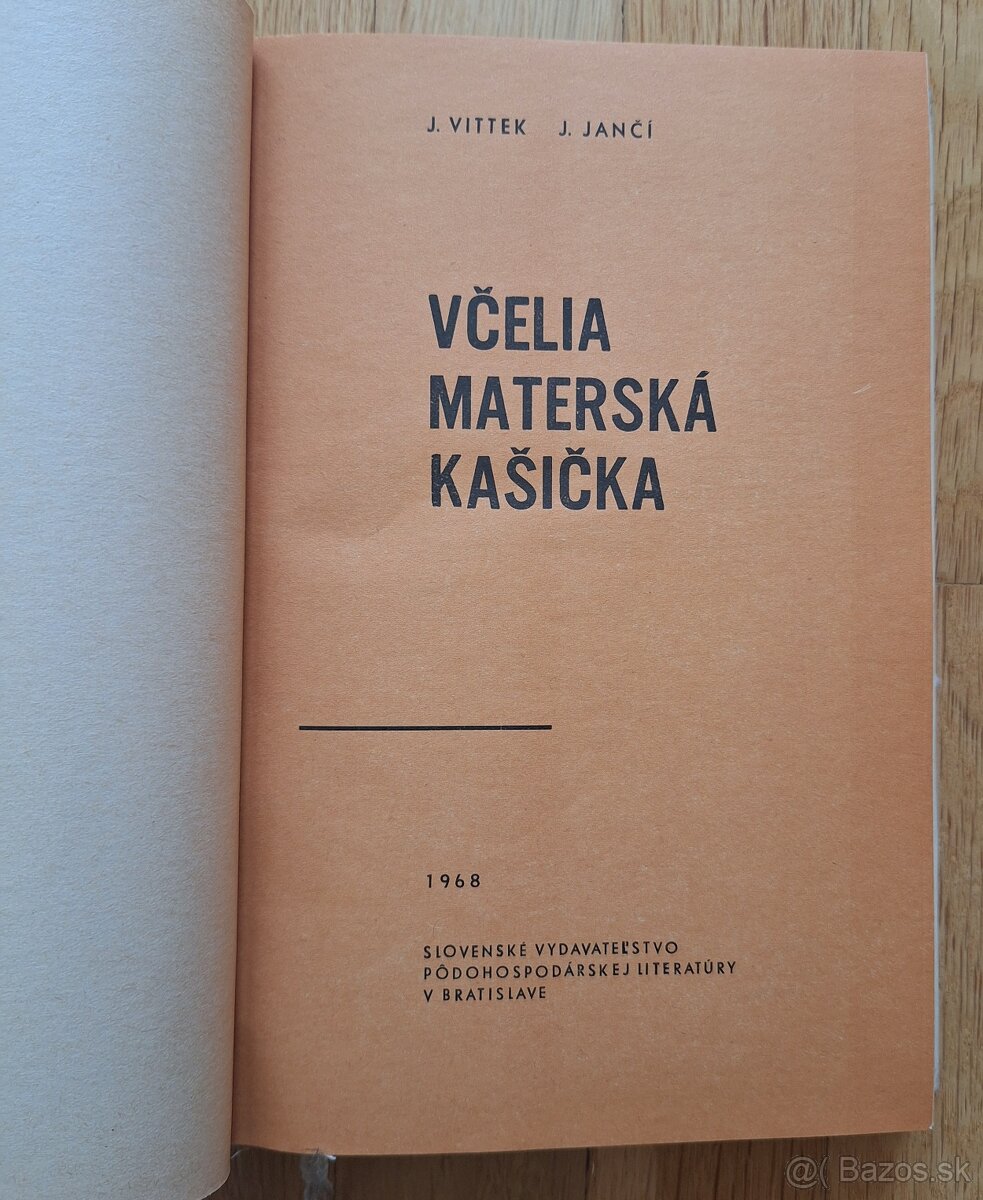 J. VITTEK J. JANČÍ
VČELIA
MATERSKÁ
KAŠIČKA
1968
SLOVENSKÉ VYDAVATEĽSTVO
PÔDOHOSPODÁRSKEJ LITERATÚRY
V BRATISLAVE
@( Bazos.sk